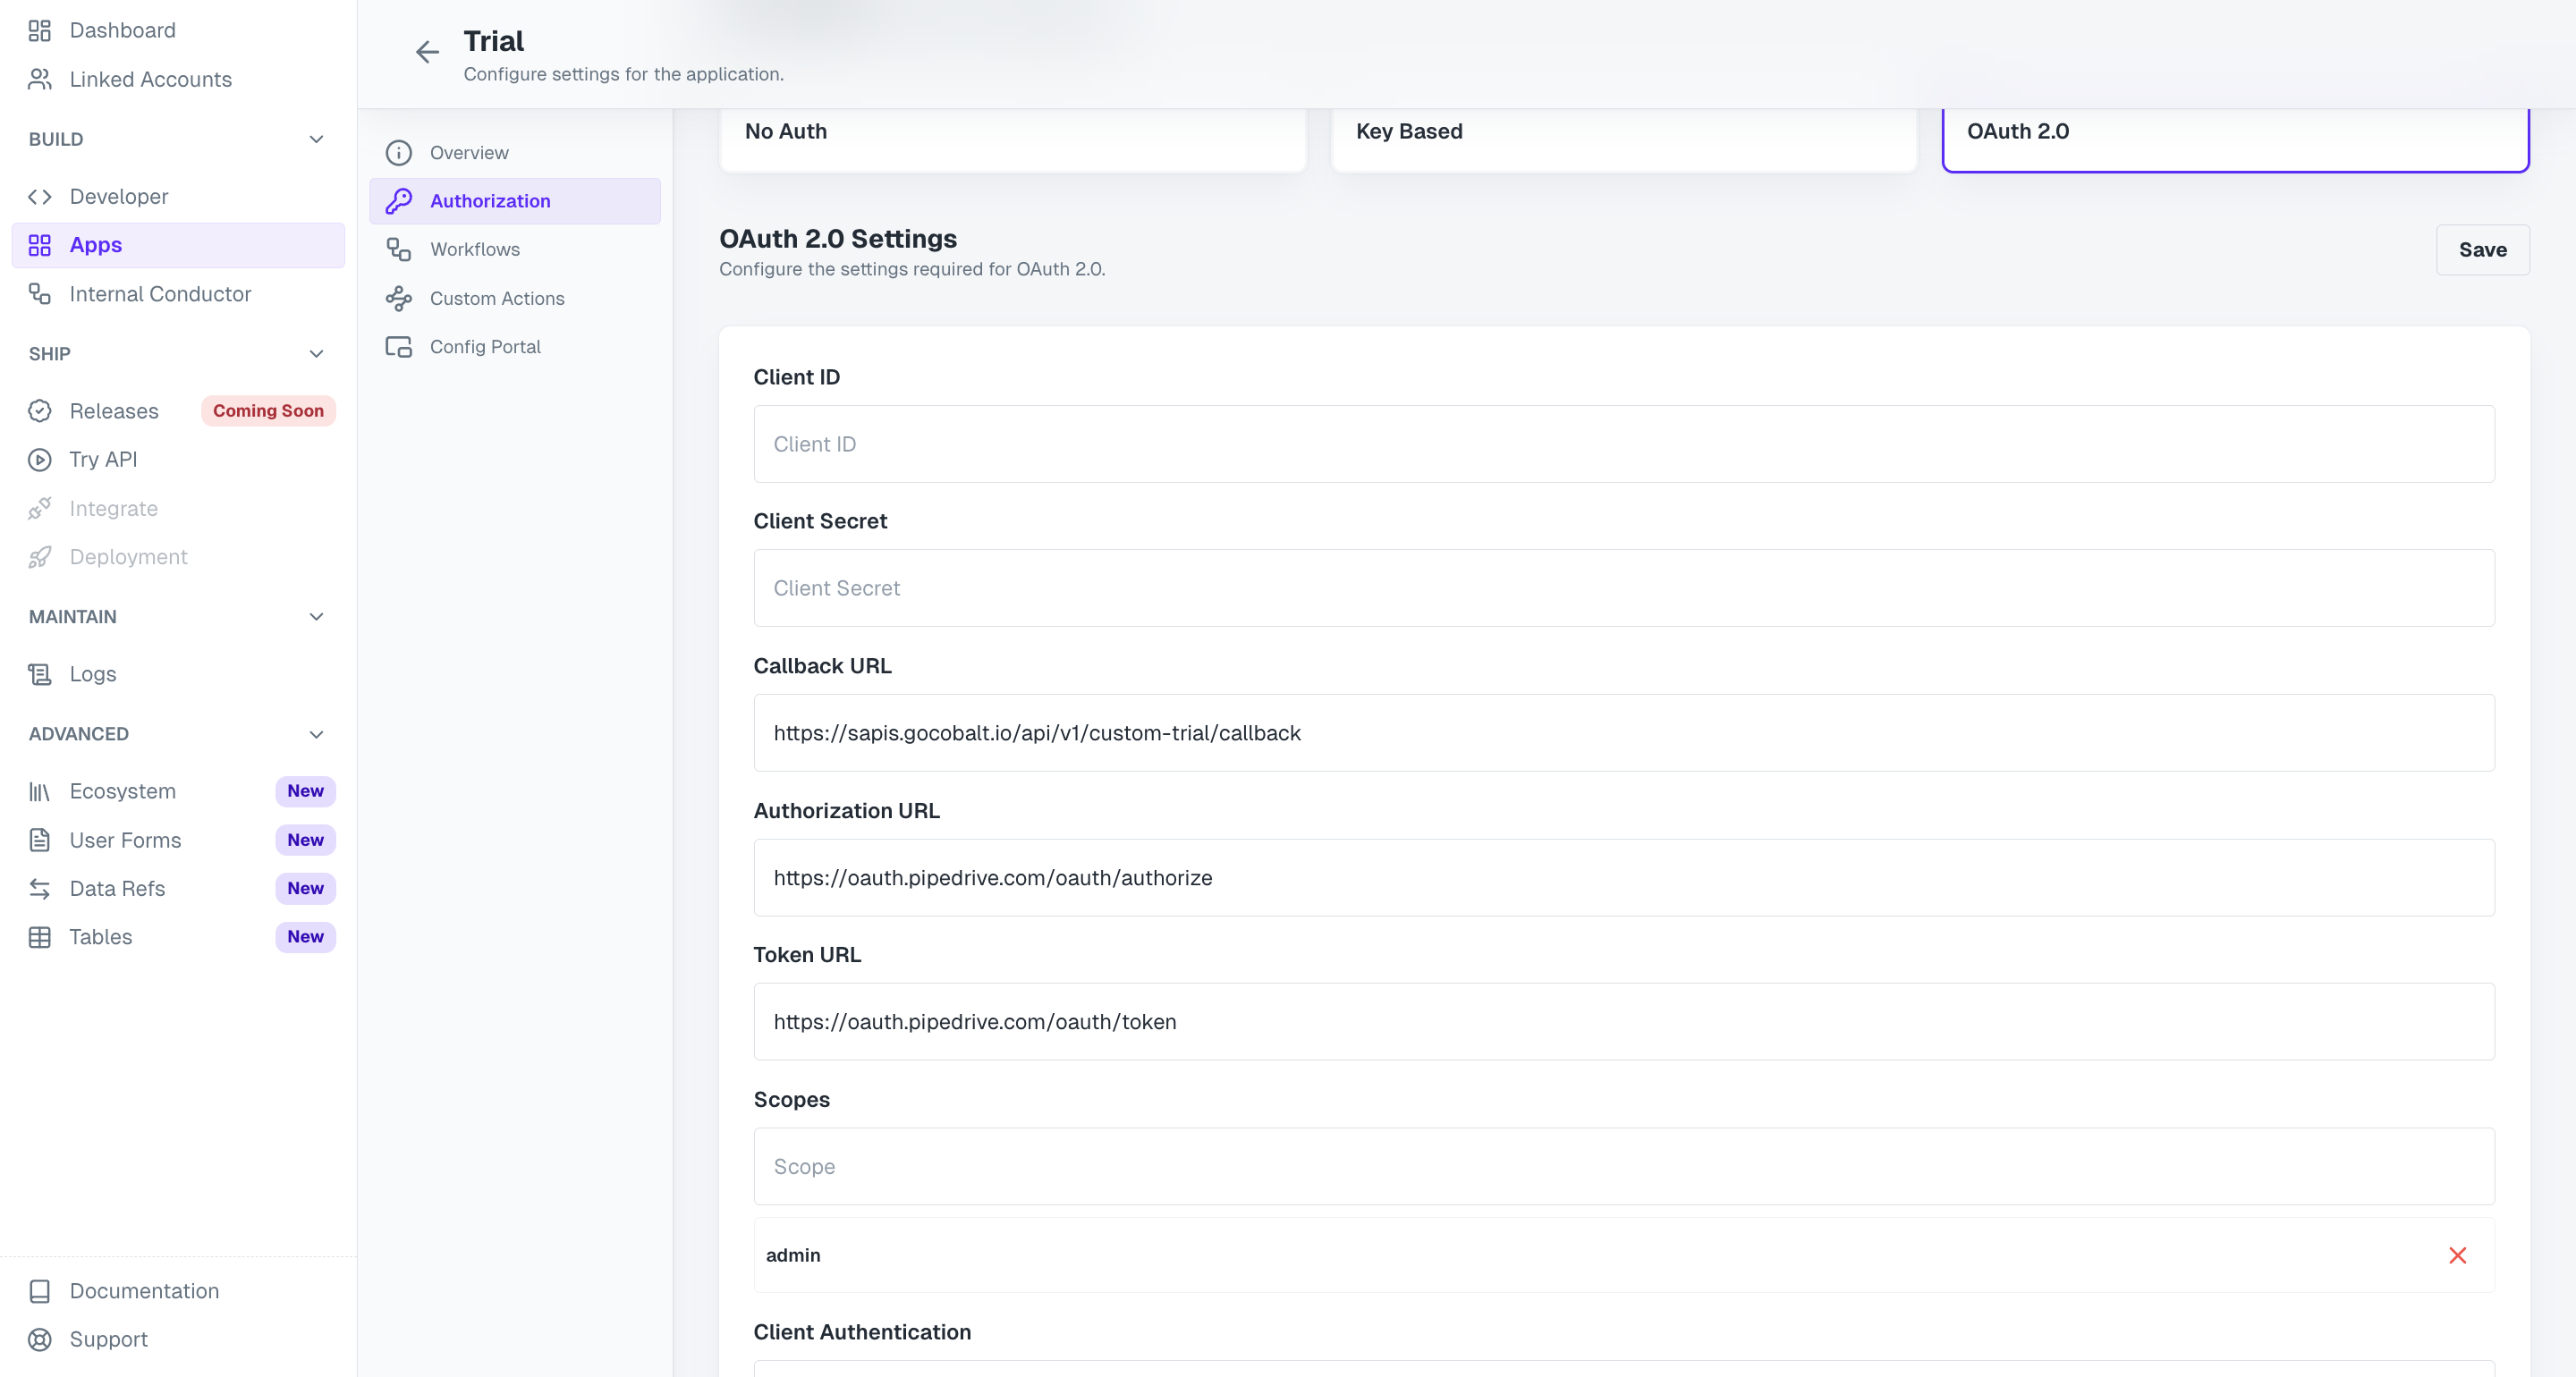 Dashboard
Linked Accounts
BUILD
Developer
Apps
Internal Conductor
SHIP
Releases Coming Soon
Try API
Integrate
Deployment
MAINTAIN
Logs
ADVANCED
Ecosystem New
User Forms New
Data Refs New
Tables New
Documentation
Support
Trial
Configure settings for the application.
Overview
Authorization
Workflows
Custom Actions
Config Portal
No Auth
Key Based
OAuth 2.0
OAuth 2.0 Settings
Configure the settings required for OAuth 2.0.
Save
Client ID
Client ID
Client Secret
Client Secret
Callback URL
https://sapis.gocobalt.io/api/v1/custom-trial/callback
Authorization URL
https://oauth.pipedrive.com/oauth/authorize
Token URL
https://oauth.pipedrive.com/oauth/token
Scopes
Scope
admin
Client Authentication